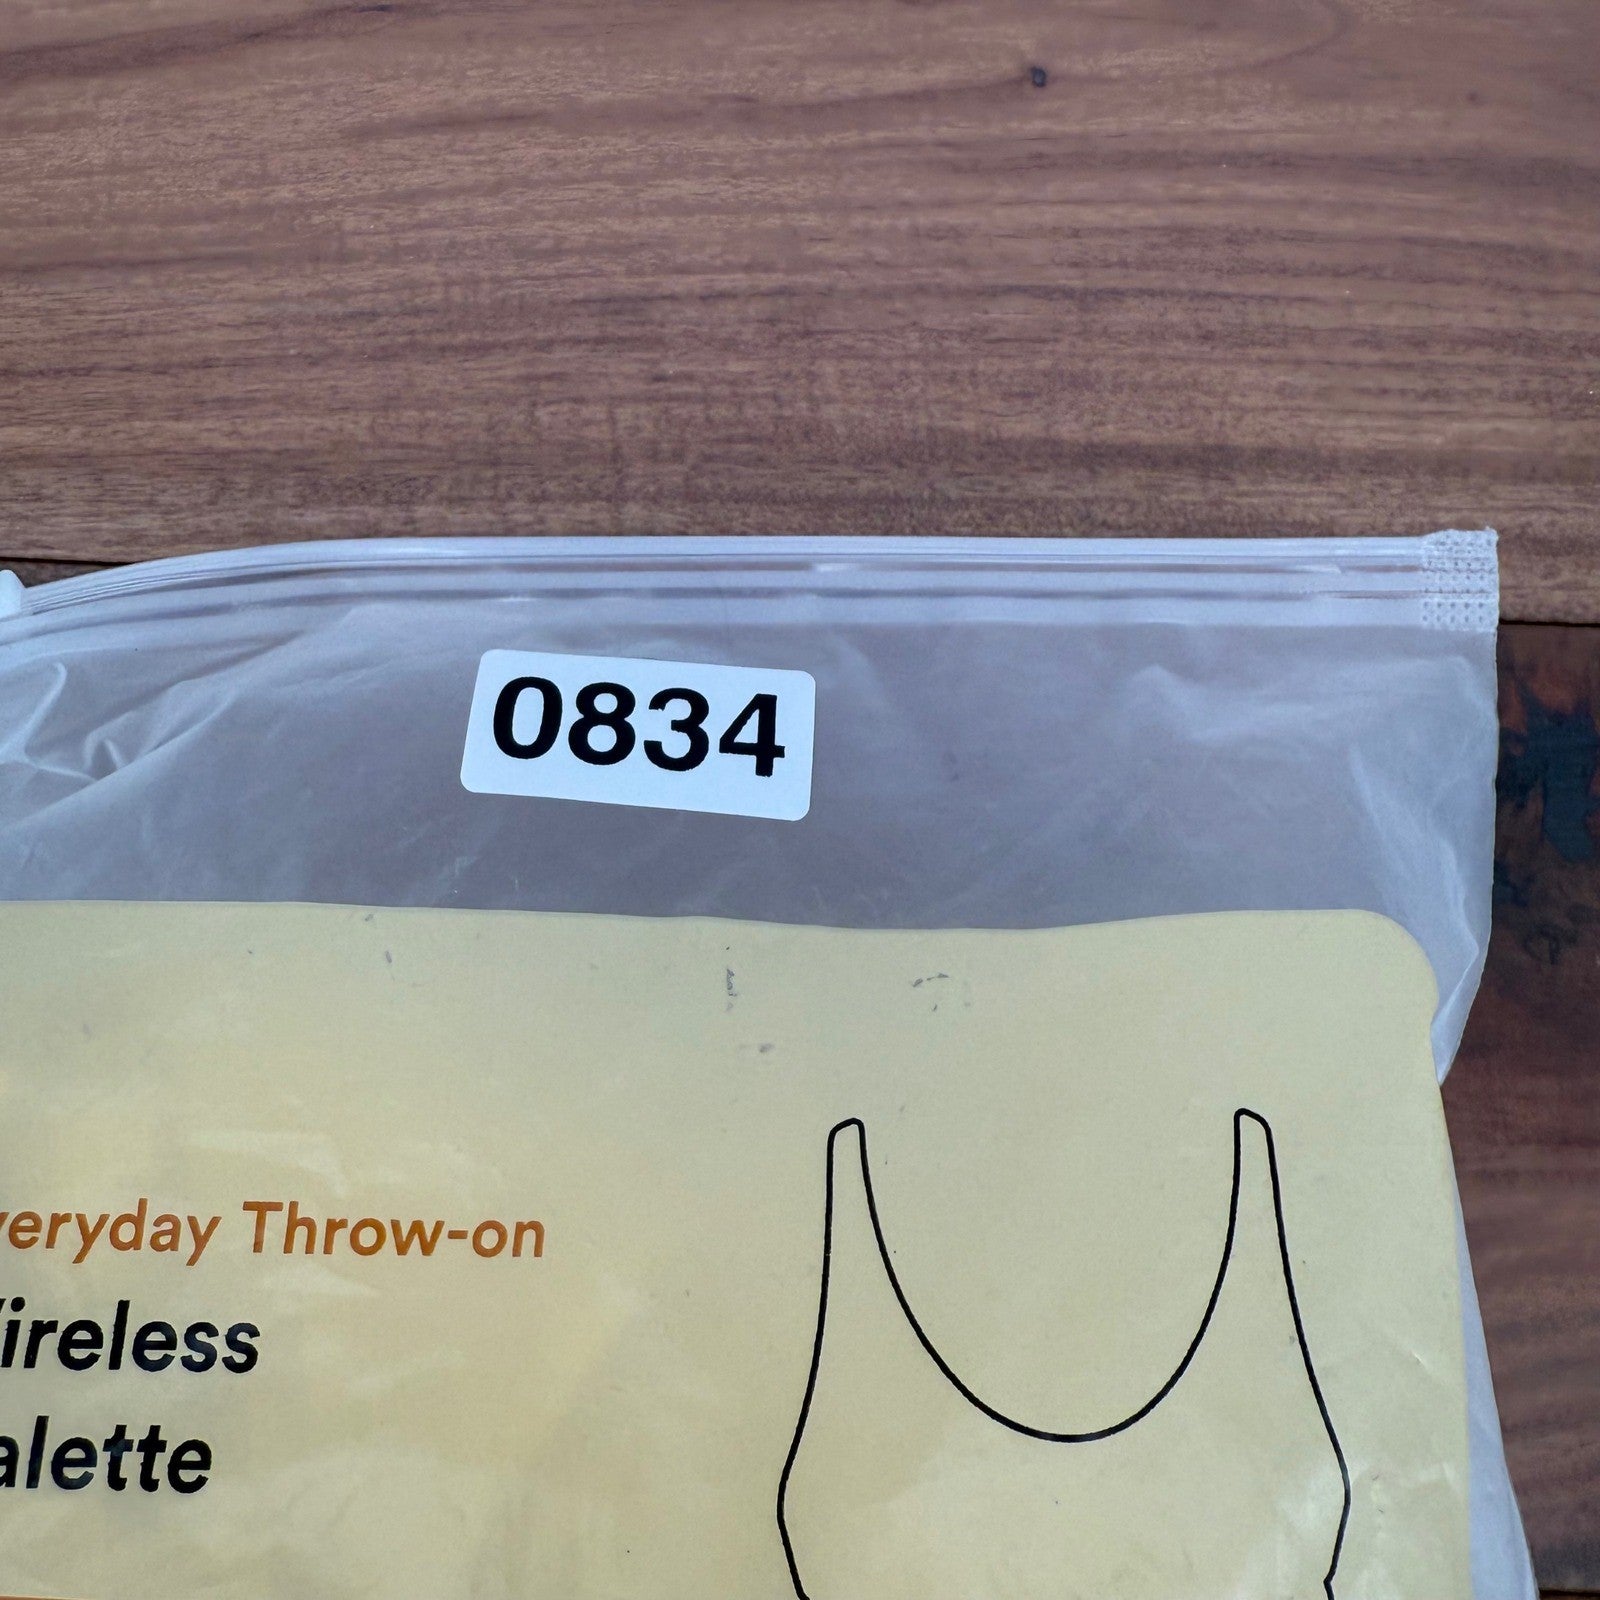 0834
veryday Throw-on
ireless
alette